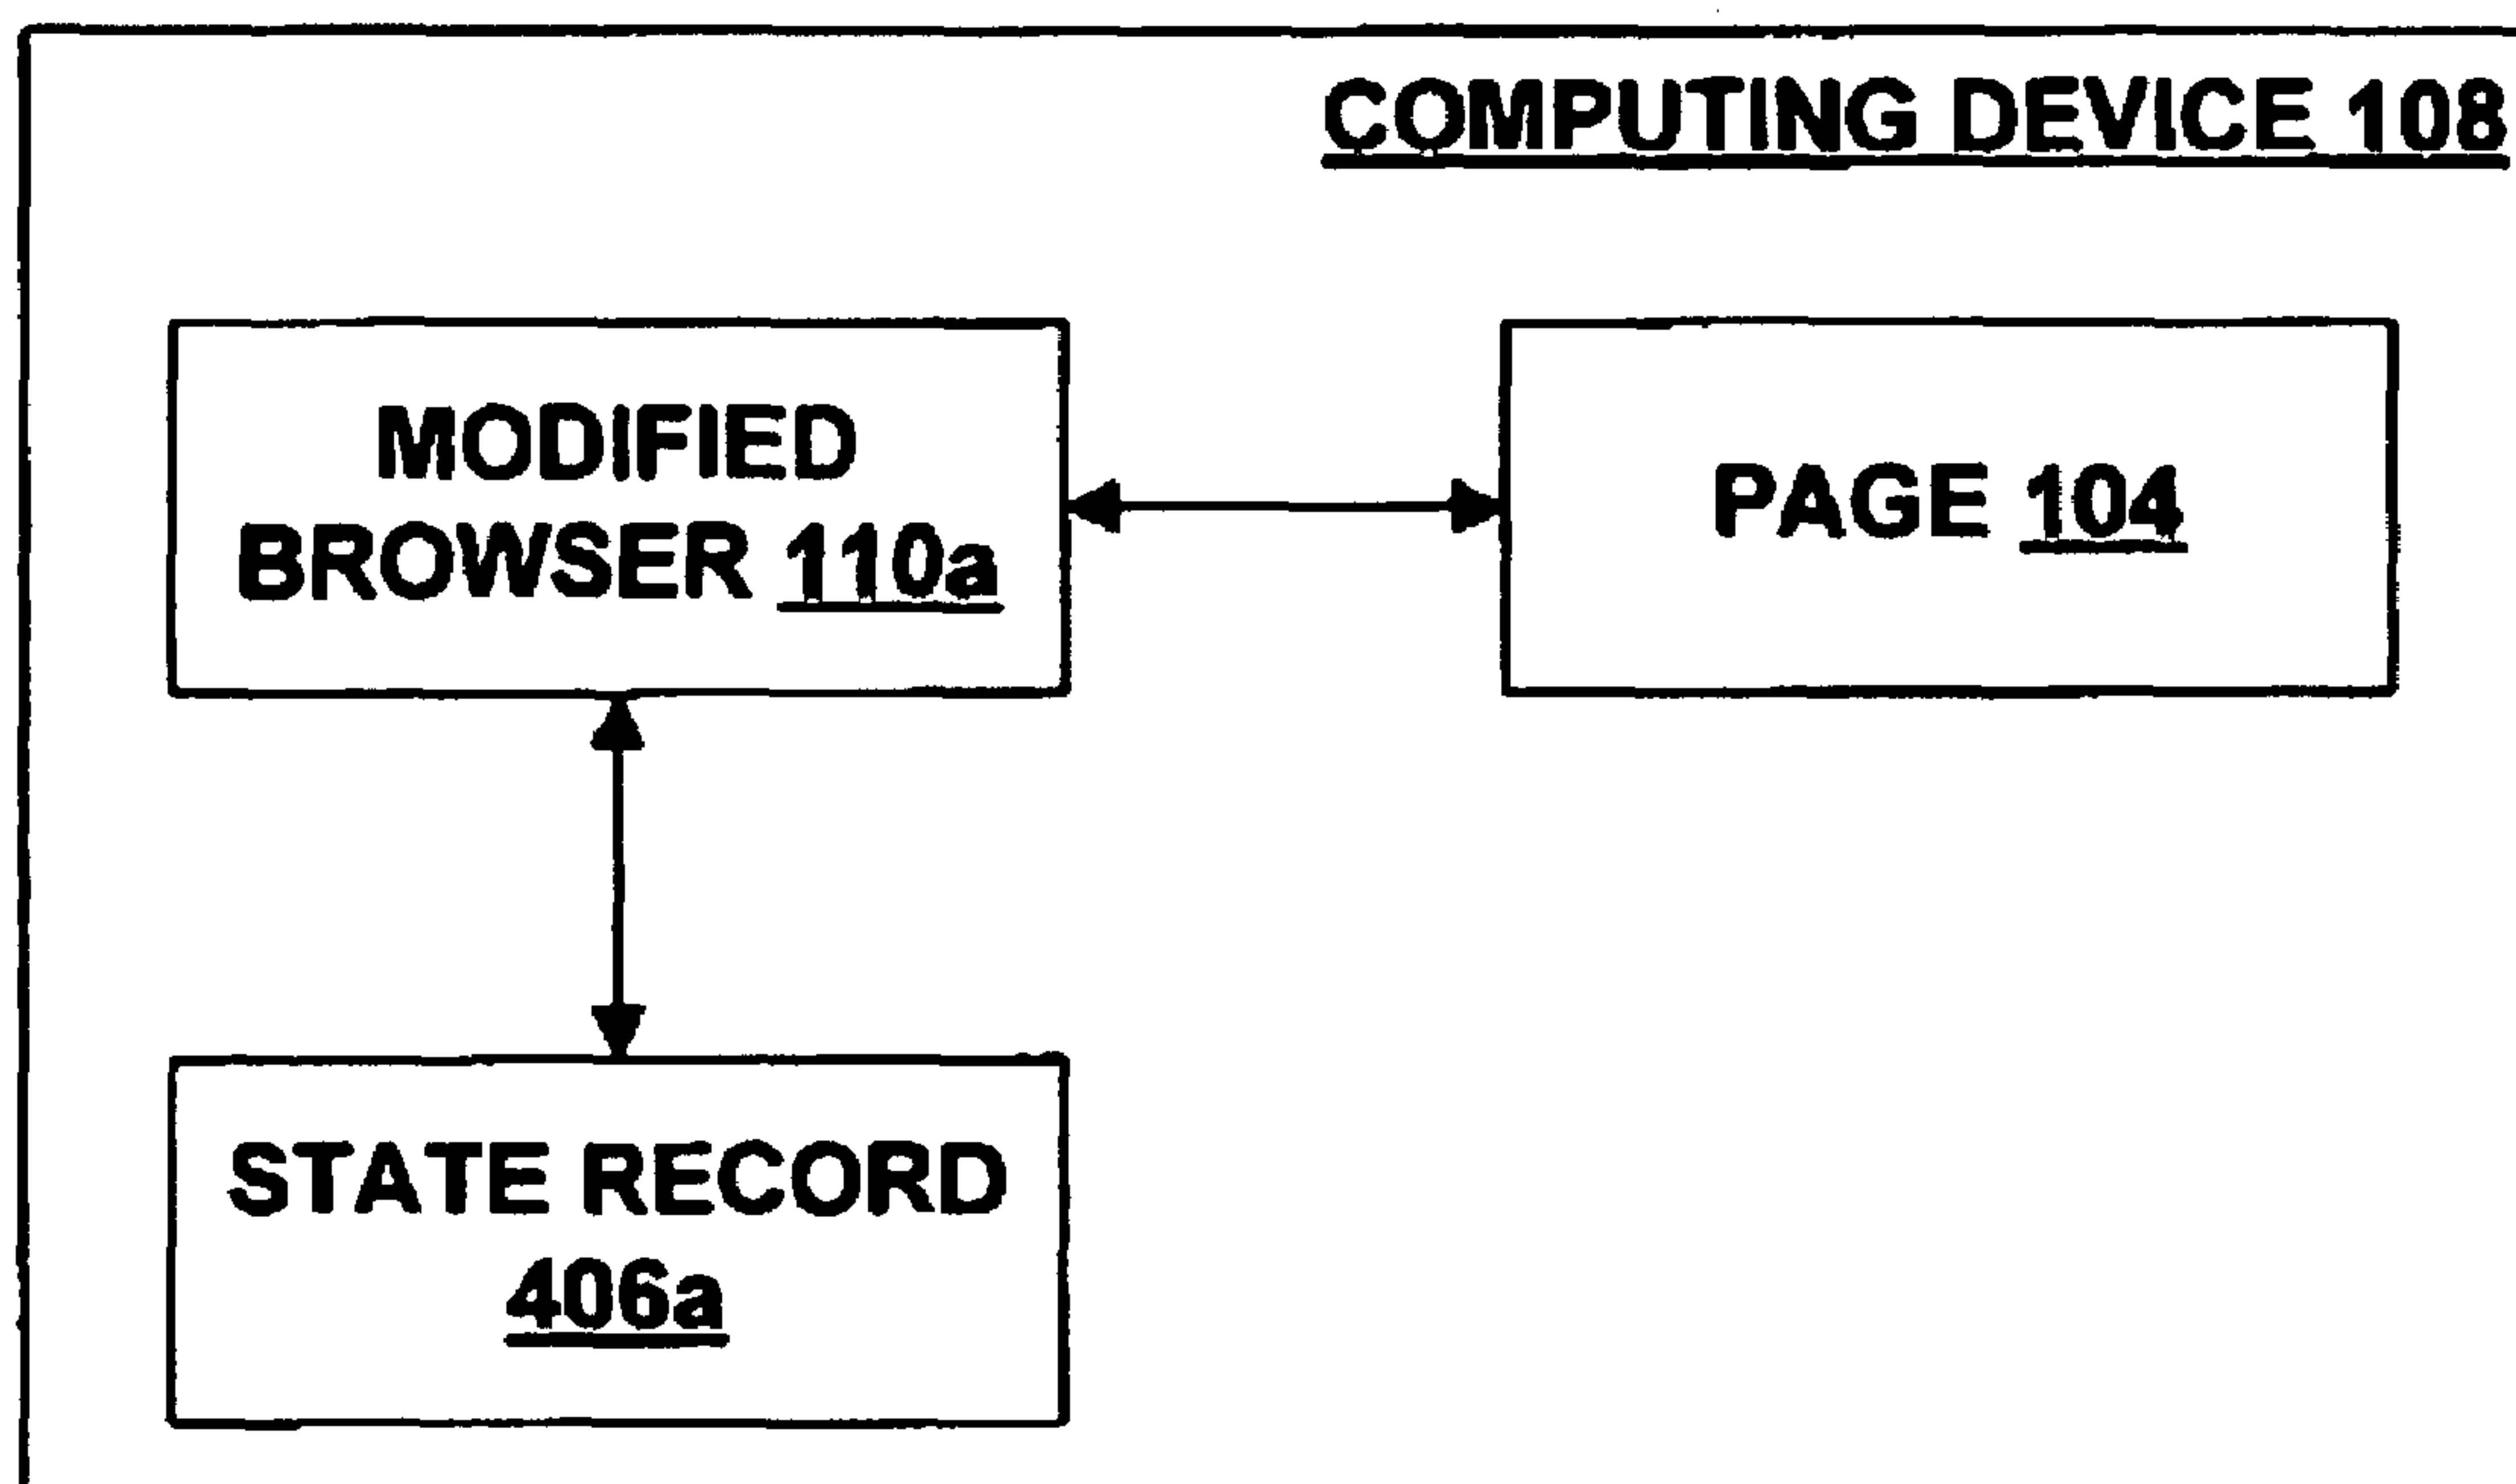 COMPUTING DEVICE 108
MODIFIED
BROWSER 110a
PAGE 104
STATE RECORD
406a